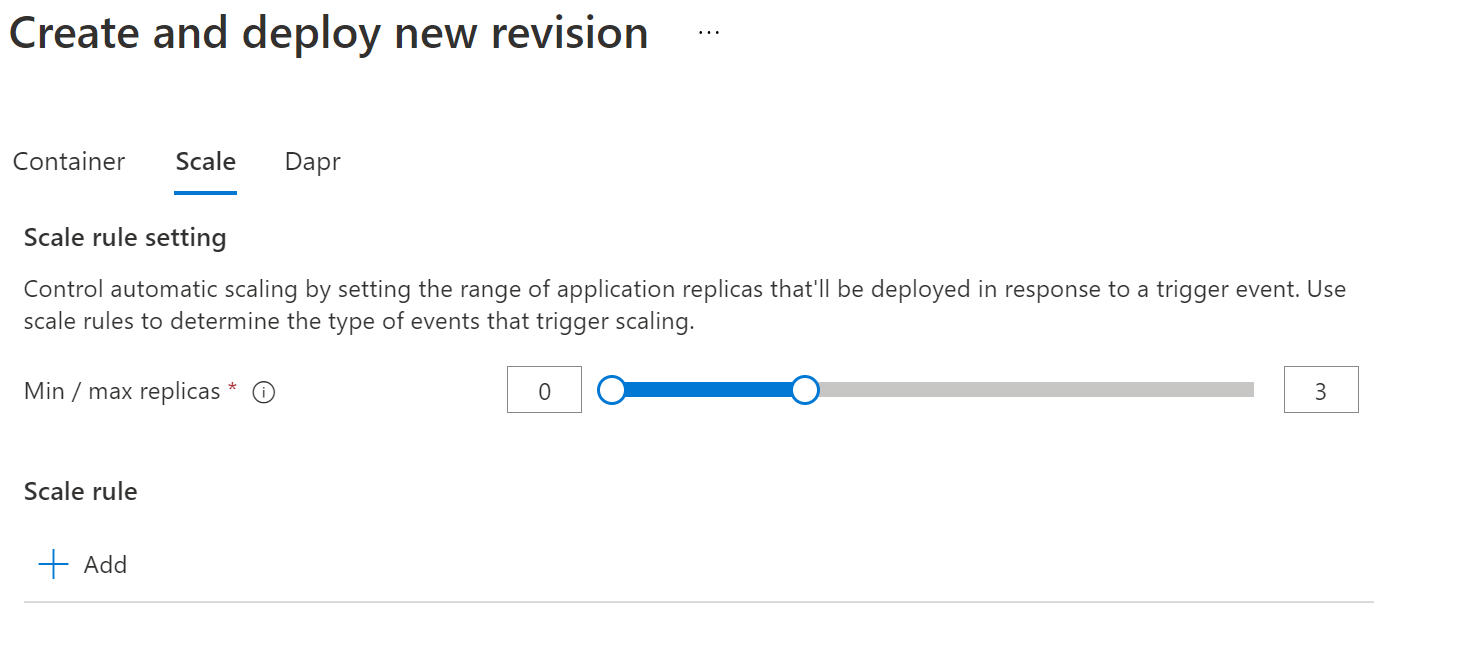 Create and deploy new revision ...
Container Scale Dapr
Scale rule setting
Control automatic scaling by setting the range of application replicas that'll be deployed in response to a trigger event. Use
scale rules to determine the type of events that trigger scaling.
Min / max replicas * 0 3
Scale rule
Add